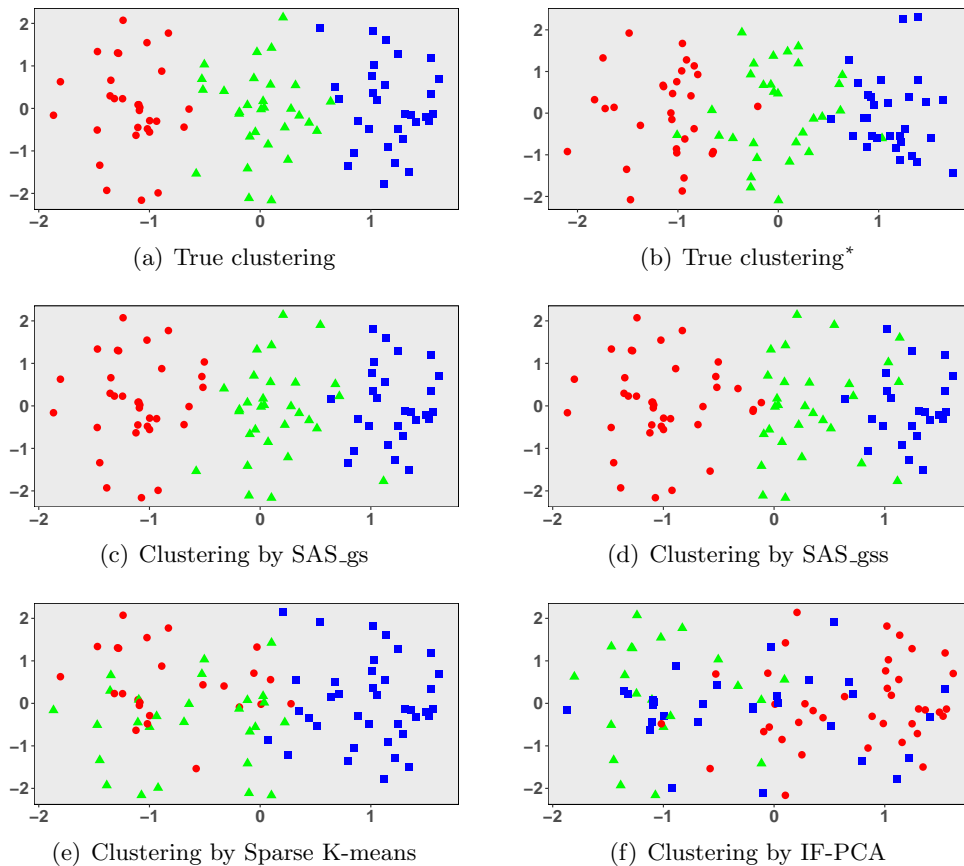 2
1
0
−1
−2
−2 −1 0 1
(a) True clustering
2
1
0
−1
−2
−2 −1 0 1
(b) True clustering*
2
1
0
−1
−2
−2 −1 0 1
(c) Clustering by SAS_gs
2
1
0
−1
−2
−2 −1 0 1
(d) Clustering by SAS_gss
2
1
0
−1
−2
−2 −1 0 1
(e) Clustering by Sparse K-means
2
1
0
−1
−2
−2 −1 0 1
(f) Clustering by IF-PCA